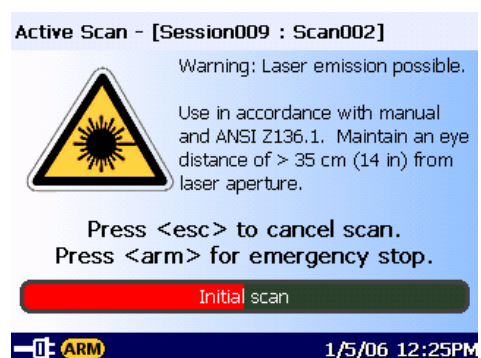 Active Scan - [Session009 : Scan002]
Warning: Laser emission possible.
Use in accordance with manual
and ANSI Z136.1. Maintain an eye
distance of > 35 cm (14 in) from
laser aperture.
Press <esc> to cancel scan.
Press <arm> for emergency stop.
Initial scan
ARM 1/5/06 12:25PM